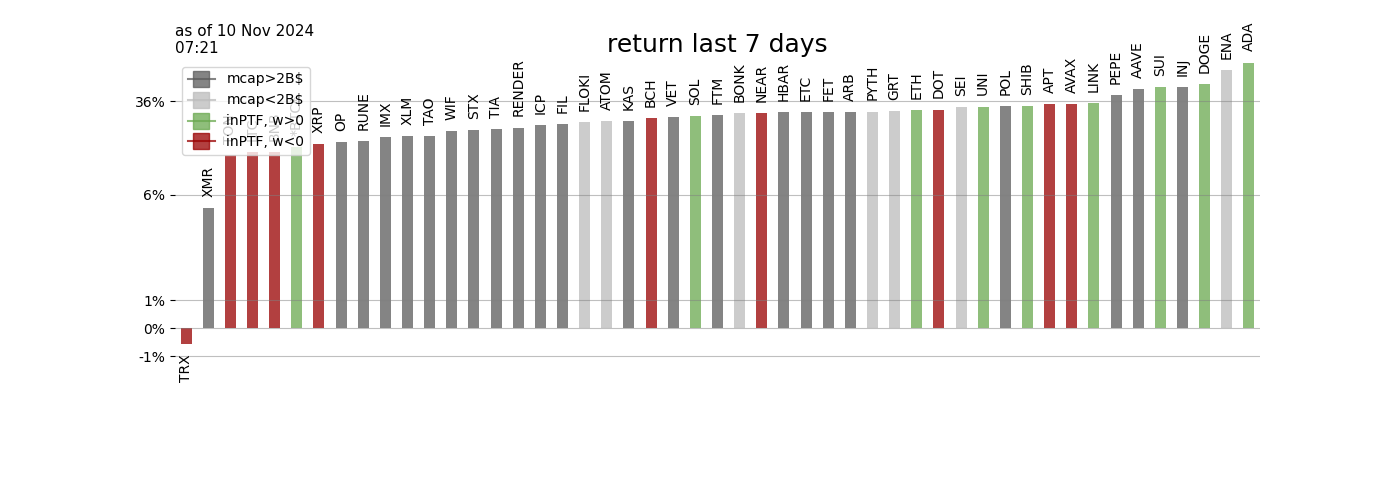 as of 10 Nov 2024
07:21
return last 7 days
mcap>2B$
mcap<2B$
inPTF, w>0
inPTF, w<0
36%
6%
1%
0%
-1%
TRX
XMR
XRP
OP
RUNE
IMX
XLM
TAO
WIF
STX
TIA
RENDER
ICP
FIL
FLOKI
ATOM
KAS
BCH
VET
SOL
FTM
BONK
NEAR
HBAR
ETC
FET
ARB
PYTH
GRT
ETH
DOT
SEI
UNI
POL
SHIB
APT
AVAX
LINK
PEPE
AAVE
SUI
INJ
DOGE
ENA
ADA